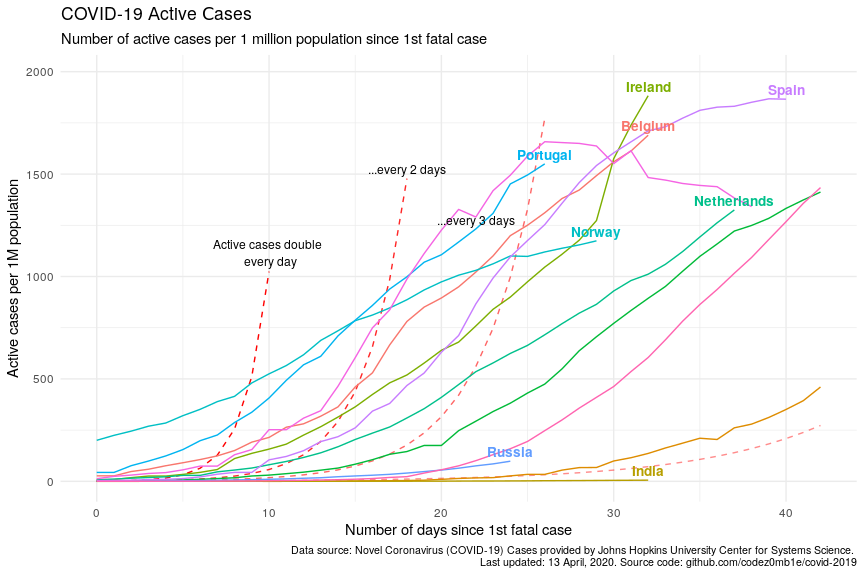 COVID-19 Active Cases
Number of active cases per 1 million population since 1st fatal case
Active cases per 1M population
2000
1500
1000
500
0
Ireland
Spain
Belgium
Portugal
...every 2 days
Netherlands
...every 3 days
Norway
Active cases double
every day
Russia
India
0
10
20
30
40
Number of days since 1st fatal case
Data source: Novel Coronavirus (COVID-19) Cases provided by Johns Hopkins University Center for Systems Science.
Last updated: 13 April, 2020. Source code: github.com/codez0mb1e/covid-2019